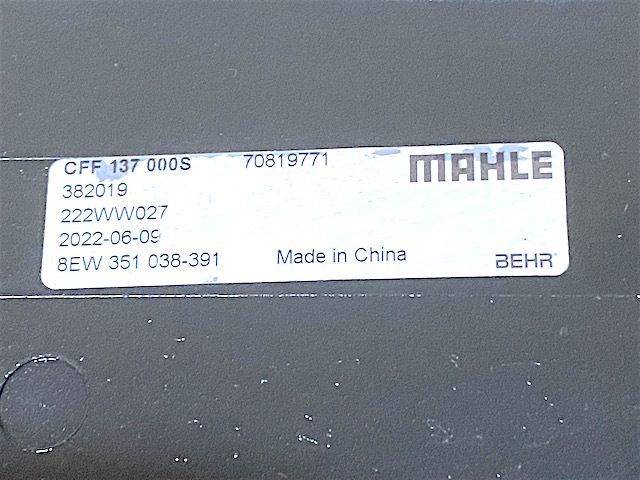 CFF 137 000S 70819771 MAHLE
382019
222WW027
2022-06-09
8EW 351 038-391 Made in China BEHR